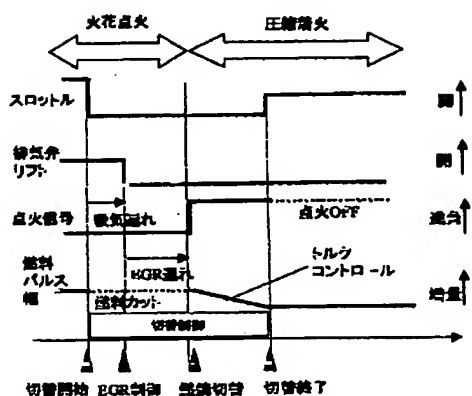 火花点火
圧縮着火
スロットル
開
排気弁
リフト
開
点火信号
吸気遅れ
点火OFF
進角
燃料
パルス
幅
EGR遅れ
トルク
コントロール
燃料カット
増量
切替制御
切替開始
EGR制御
燃焼切替
切替終了